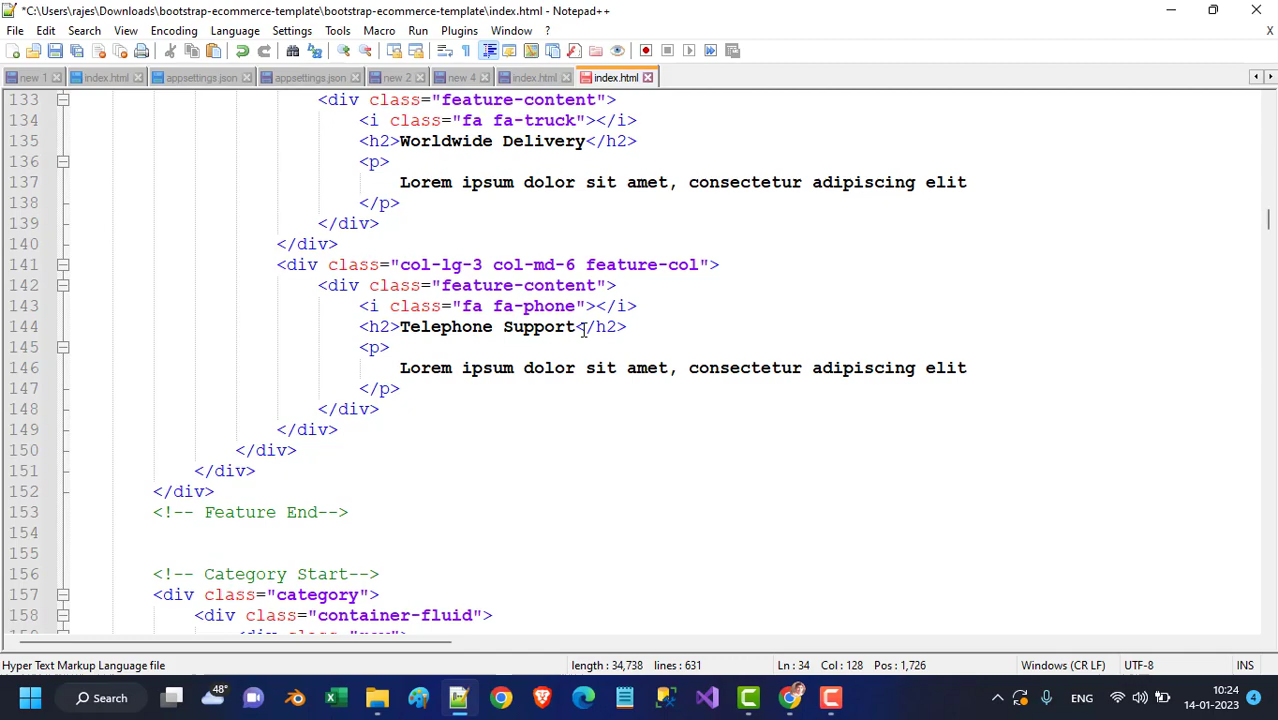 *C:\Users\rajes\Downloads\bootstrap-ecommerce-template\bootstrap-ecommerce-template\index.html - Notepad++
File Edit Search View Encoding Language Settings Tools Macro Run Plugins Window ? X
new 1 index.html appsettings.json appsettings.json new 2 new 4 index.html index.html
133 <div class="feature-content">
134 <i class="fa fa-truck"></i>
135 <h2>Worldwide Delivery</h2>
136 <p>
137 Lorem ipsum dolor sit amet, consectetur adipiscing elit
138 </p>
139 </div>
140 </div>
141 <div class="col-lg-3 col-md-6 feature-col">
142 <div class="feature-content">
143 <i class="fa fa-phone"></i>
144 <h2>Telephone Support</h2>
145 <p>
146 Lorem ipsum dolor sit amet, consectetur adipiscing elit
147 </p>
148 </div>
149 </div>
150 </div>
151 </div>
152 </div>
153 <!-- Feature End-->
154
155
156 <!-- Category Start-->
157 <div class="category">
158 <div class="container-fluid">
Hyper Text Markup Language file length : 34,738 lines : 631 Ln : 34 Col : 128 Pos : 1,726 Windows (CR LF) UTF-8 INS
Search 48° ENG 10:24
14-01-2023